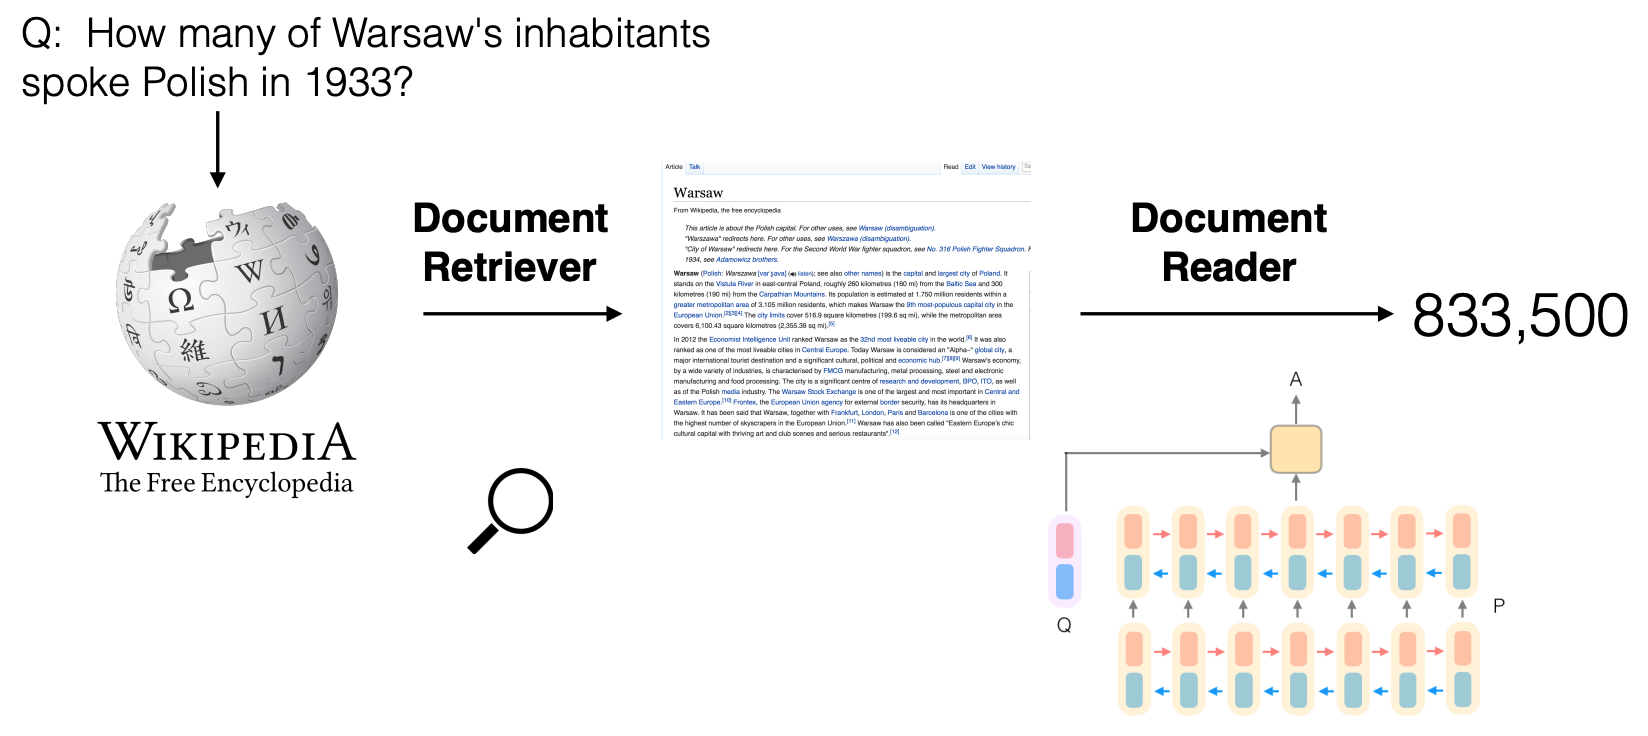 Q: How many of Warsaw's inhabitants
spoke Polish in 1933?
Document
Retriever
WIKIPEDIA
The Free Encyclopedia
Ω
W
И
維
ウィ
Article Talk Read Edit View history
Warsaw
From Wikipedia, the free encyclopedia
This article is about the Polish capital. For other uses, see Warsaw (disambiguation).
"Warszawa" redirects here. For other uses, see Warszawa (disambiguation).
"City of Warsaw" redirects here. For the Second World War fighter squadron, see No. 316 Polish Fighter Squadron. F
1934, see Adamowicz brothers.
Warsaw (Polish: Warszawa [varˈʂava] (listen); see also other names) is the capital and largest city of Poland. It
stands on the Vistula River in east-central Poland, roughly 260 kilometres (160 mi) from the Baltic Sea and 300
kilometres (190 mi) from the Carpathian Mountains. Its population is estimated at 1.750 million residents within a
greater metropolitan area of 3.105 million residents, which makes Warsaw the 9th most-populous capital city in the
European Union.[2][3][4] The city limits cover 516.9 square kilometres (199.6 sq mi), while the metropolitan area
covers 6,100.43 square kilometres (2,355.39 sq mi).[5]
In 2012 the Economist Intelligence Unit ranked Warsaw as the 32nd most liveable city in the world.[6] It was also
ranked as one of the most liveable cities in Central Europe. Today Warsaw is considered an "Alpha–" global city, a
major international tourist destination and a significant cultural, political and economic hub.[7][8][9] Warsaw's economy,
by a wide variety of industries, is characterised by FMCG manufacturing, metal processing, steel and electronic
manufacturing and food processing. The city is a significant centre of research and development, BPO, ITO, as well
as of the Polish media industry. The Warsaw Stock Exchange is one of the largest and most important in Central and
Eastern Europe.[10] Frontex, the European Union agency for external border security, has its headquarters in
Warsaw. It has been said that Warsaw, together with Frankfurt, London, Paris and Barcelona is one of the cities with
the highest number of skyscrapers in the European Union.[11] Warsaw has also been called "Eastern Europe's chic
cultural capital with thriving art and club scenes and serious restaurants".[12]
Document
Reader
833,500
A
Q
P